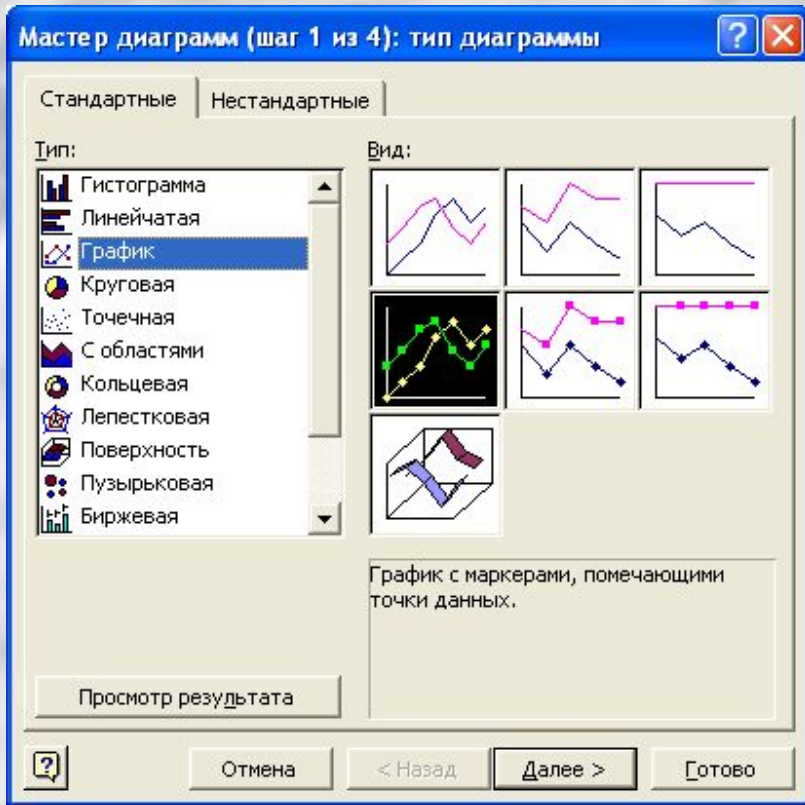 Мастер диаграмм (шаг 1 из 4): тип диаграммы
Стандартные
Нестандартные
Тип:
Вид:
Гистограмма
Линейчатая
График
Круговая
Точечная
С областями
Кольцевая
Лепестковая
Поверхность
Пузырьковая
Биржевая
График с маркерами, помечающими
точки данных.
Просмотр результата
Отмена
< Назад
Далее >
Готово